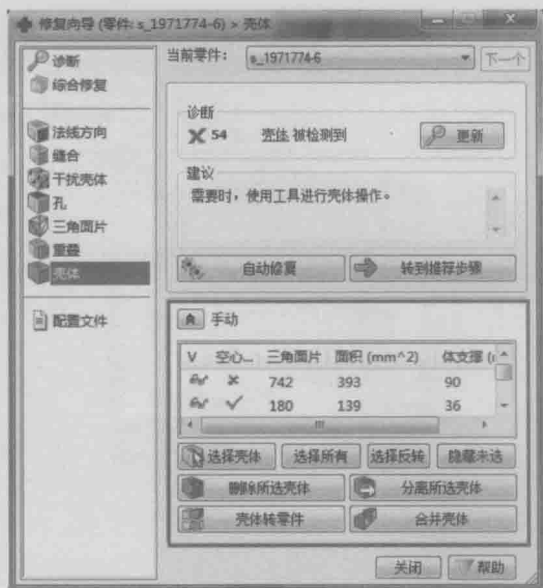 修复向导 (零件: s_1971774-6) > 壳体
诊断
综合修复
法线方向
缝合
干扰壳体
孔
三角面片
重叠
壳体
配置文件
当前零件:
s_1971774-6
下一个
诊断
54 壳体 被检测到
更新
建议
需要时,使用工具进行壳体操作。
自动修复
转到推荐步骤
手动
V 空心... 三角面片 面积 (mm^2) 体支撑 (r
742 393 90
180 139 36
选择壳体
选择所有
选择反转
隐藏未选
删除所选壳体
分离所选壳体
壳体转零件
合并壳体
关闭
帮助